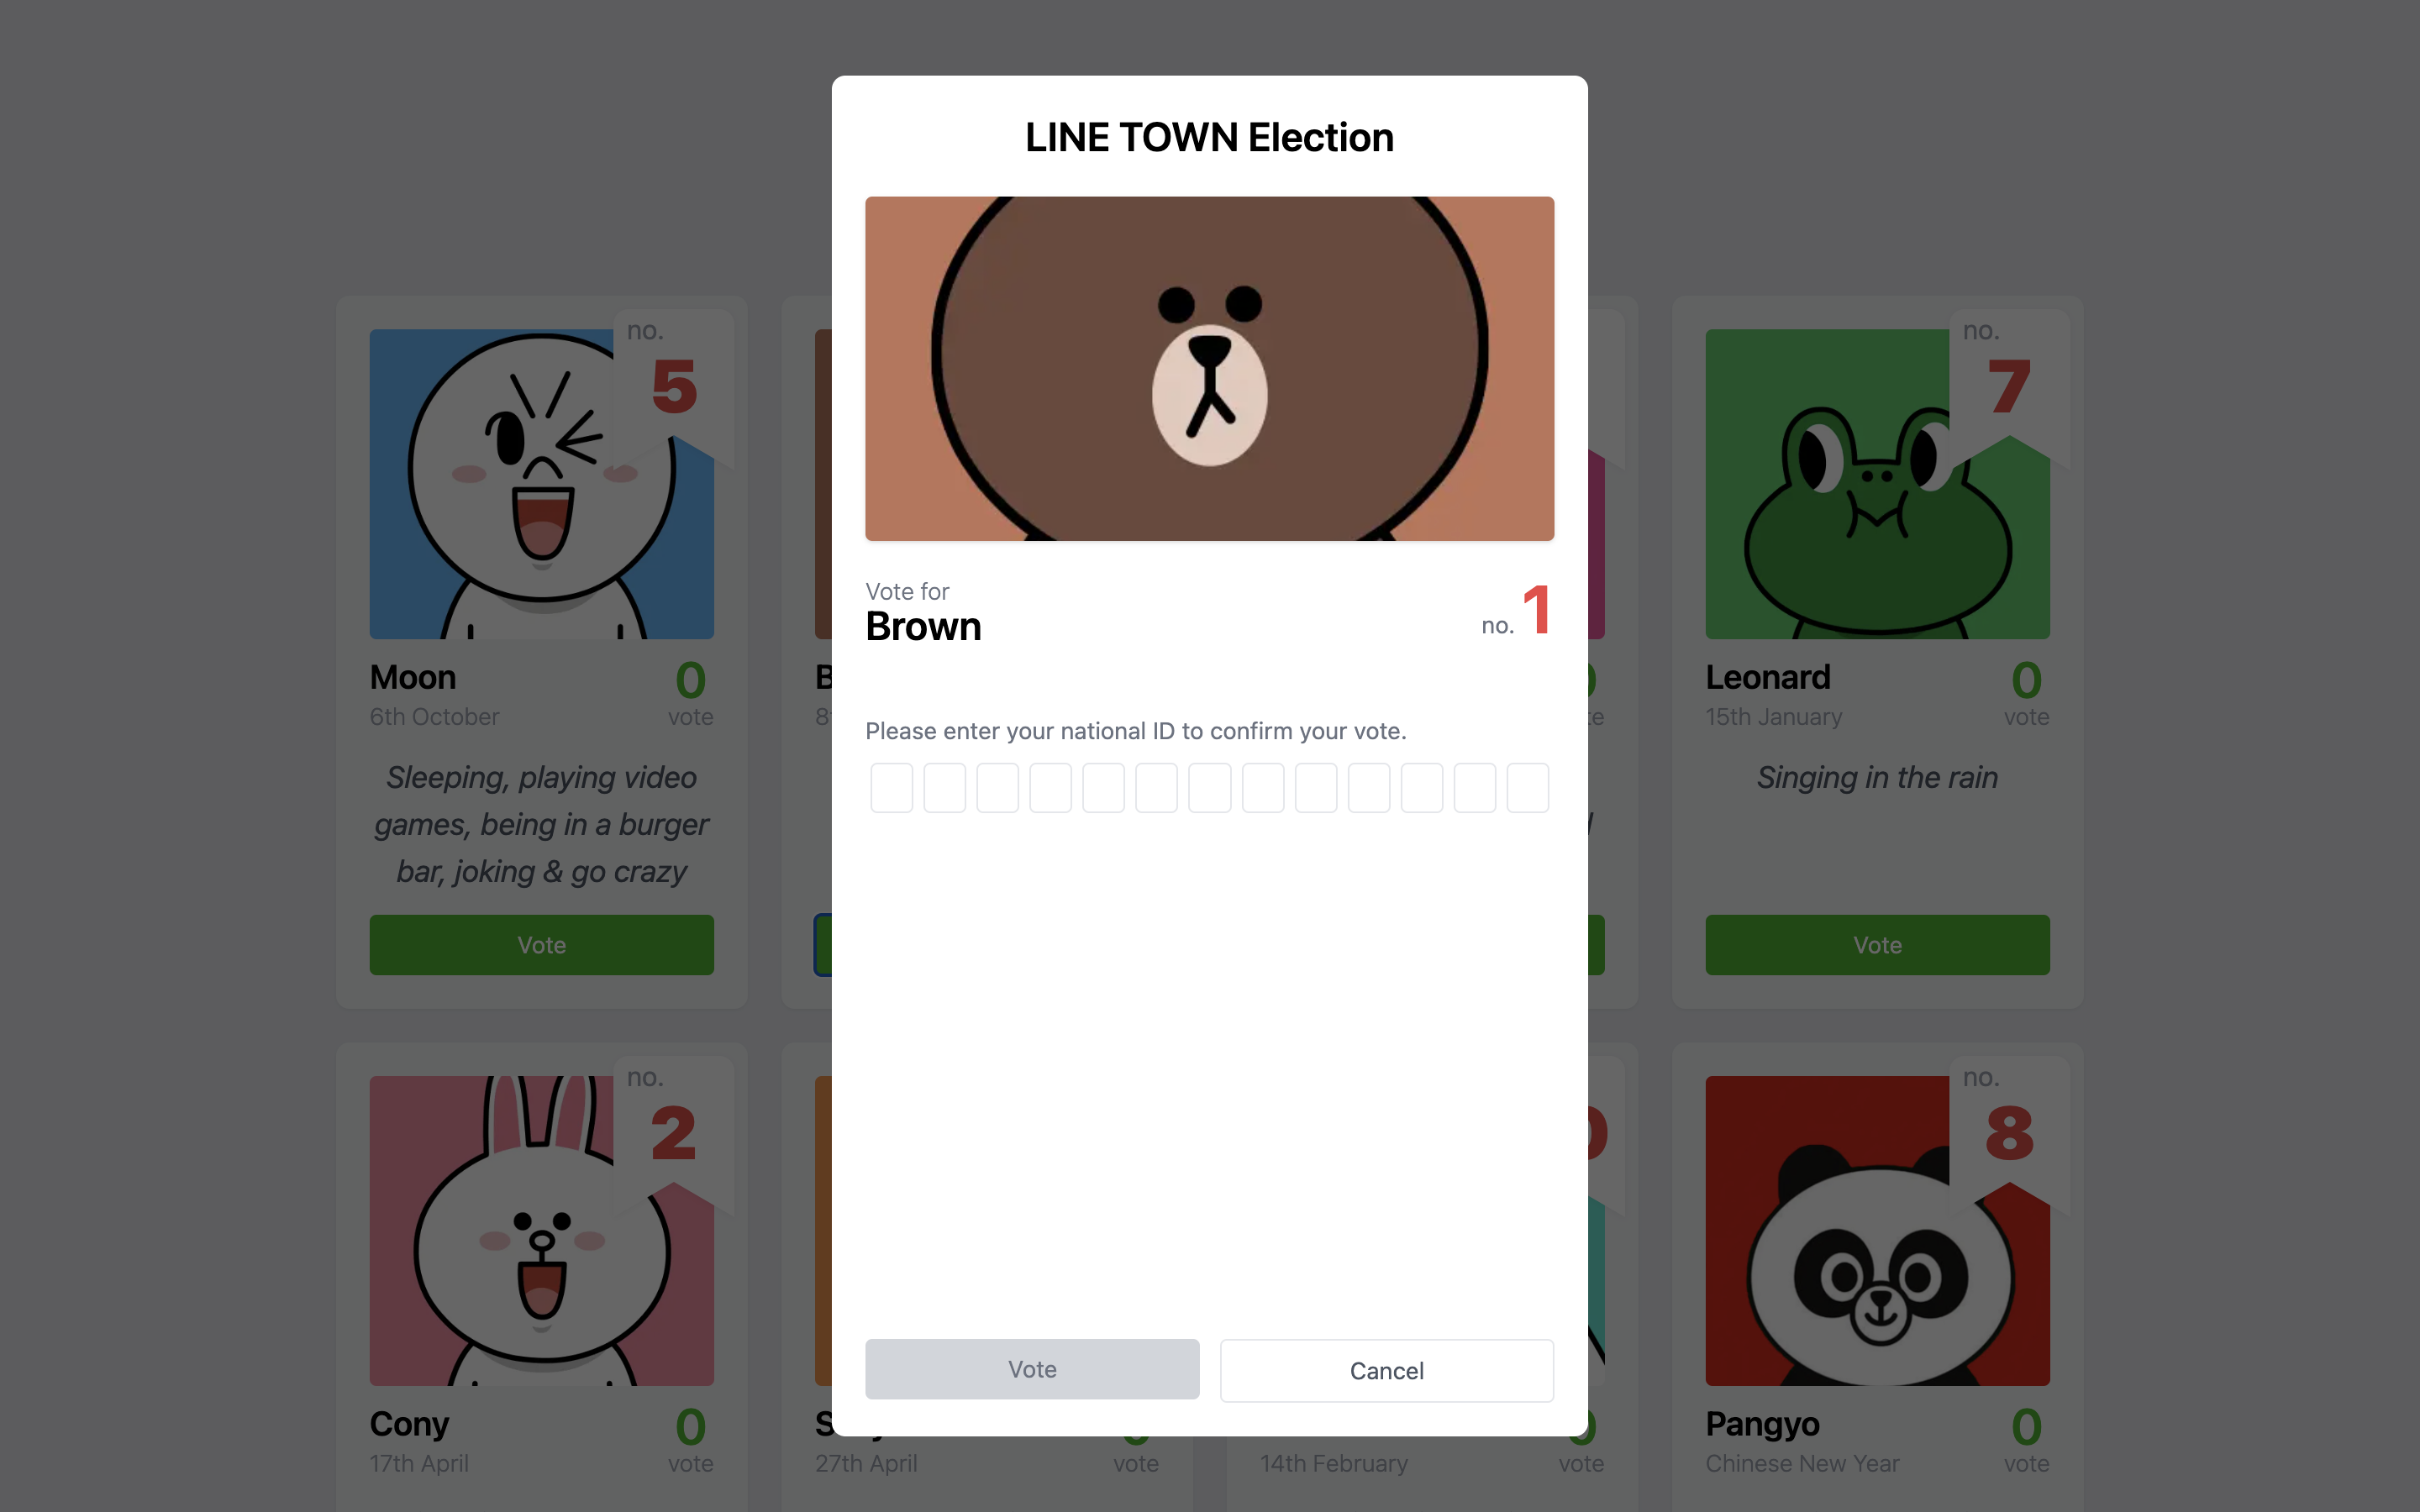 LINE TOWN Election
Vote for
Brown
no. 1
Please enter your national ID to confirm your vote.
Vote
Cancel
no.
5
Moon
0
6th October
vote
Sleeping, playing video
games, being in a burger
bar, joking & go crazy
Vote
no.
7
Leonard
0
15th January
vote
Singing in the rain
Vote
no.
2
Cony
0
17th April
vote
27th April
vote
14th February
vote
no.
8
Pangyo
0
Chinese New Year
vote